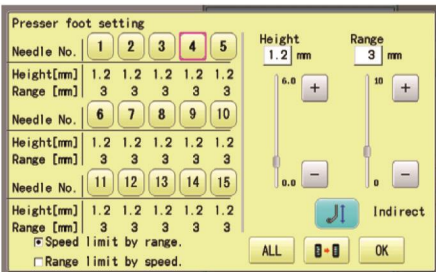 Presser foot setting
Needle No. 1 2 3 4 5
Height[mm] 1.2 1.2 1.2 1.2 1.2
Range [mm] 3 3 3 3 3
Needle No. 6 7 8 9 10
Height[mm] 1.2 1.2 1.2 1.2 1.2
Range [mm] 3 3 3 3 3
Needle No. 11 12 13 14 15
Height[mm] 1.2 1.2 1.2 1.2 1.2
Range [mm] 3 3 3 3 3
Speed limit by range.
Range limit by speed.
Height Range
1.2 mm 3 mm
6.0 + 10 +
0.0 - 0 -
Indirect
ALL OK